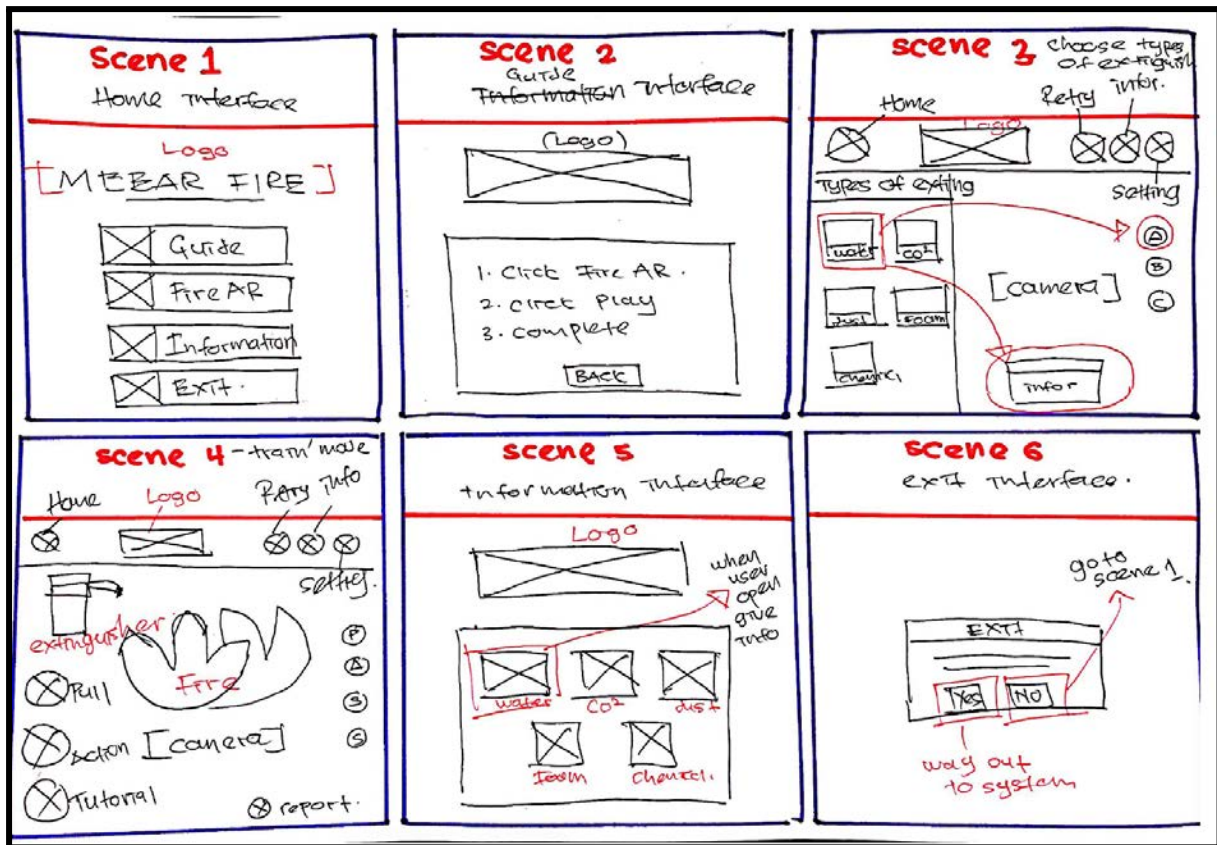 Scene 1
Home interface
Logo
[MEBAR FIRE]
Guide
Fire AR
Information
Exit.
Scene 2
Guide
Information interface
(Logo)
1. Click Fire AR.
2. click Play
3. complete
BACK
Scene 3
choose types
of extinguish
Home
Retry
infor.
Logo
Types of exting
setting
water
CO2
dust
Foam
chemicl
[camera]
A
B
C
infor
Scene 4 - train' mode
Home
Logo
Retry
info
setting.
extinguisher
Fire
P
A
S
S
Pull
Action
[camera]
Tutorial
report.
Scene 5
information interface
Logo
when
user
open
give
info
water
CO2
dust
Foam
chemicl.
Scene 6
exit interface.
go to
scene 1.
EXIT
Yes
NO
way out
to system